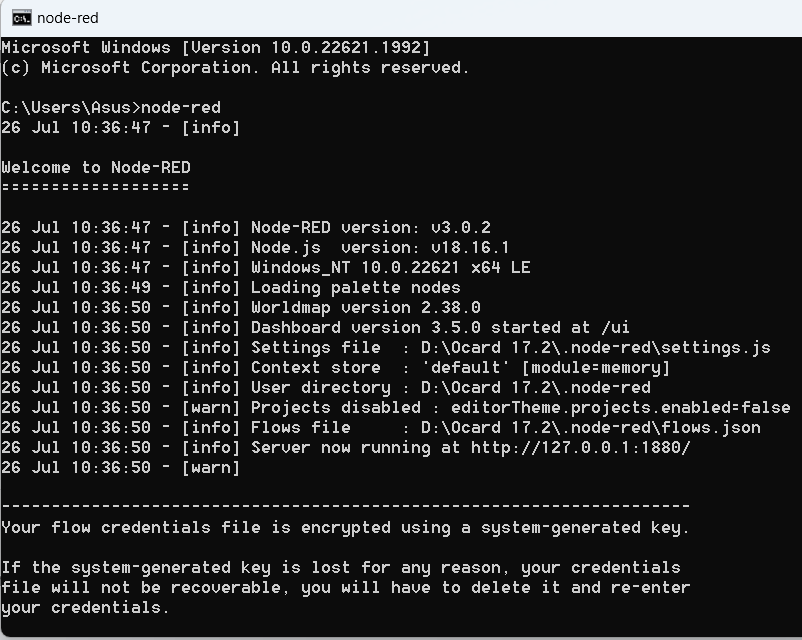 node-red
Microsoft Windows [Version 10.0.22621.1992]
(c) Microsoft Corporation. All rights reserved.
C:\Users\Asus>node-red
26 Jul 10:36:47 - [info]
Welcome to Node-RED
===================
26 Jul 10:36:47 - [info] Node-RED version: v3.0.2
26 Jul 10:36:47 - [info] Node.js  version: v18.16.1
26 Jul 10:36:47 - [info] Windows_NT 10.0.22621 x64 LE
26 Jul 10:36:49 - [info] Loading palette nodes
26 Jul 10:36:50 - [info] Worldmap version 2.38.0
26 Jul 10:36:50 - [info] Dashboard version 3.5.0 started at /ui
26 Jul 10:36:50 - [info] Settings file  : D:\Ocard 17.2\.node-red\settings.js
26 Jul 10:36:50 - [info] Context store  : 'default' [module=memory]
26 Jul 10:36:50 - [info] User directory : D:\Ocard 17.2\.node-red
26 Jul 10:36:50 - [warn] Projects disabled : editorTheme.projects.enabled=false
26 Jul 10:36:50 - [info] Flows file     : D:\Ocard 17.2\.node-red\flows.json
26 Jul 10:36:50 - [info] Server now running at http://127.0.0.1:1880/
26 Jul 10:36:50 - [warn]
---------------------------------------------------------------------
Your flow credentials file is encrypted using a system-generated key.
If the system-generated key is lost for any reason, your credentials
file will not be recoverable, you will have to delete it and re-enter
your credentials.